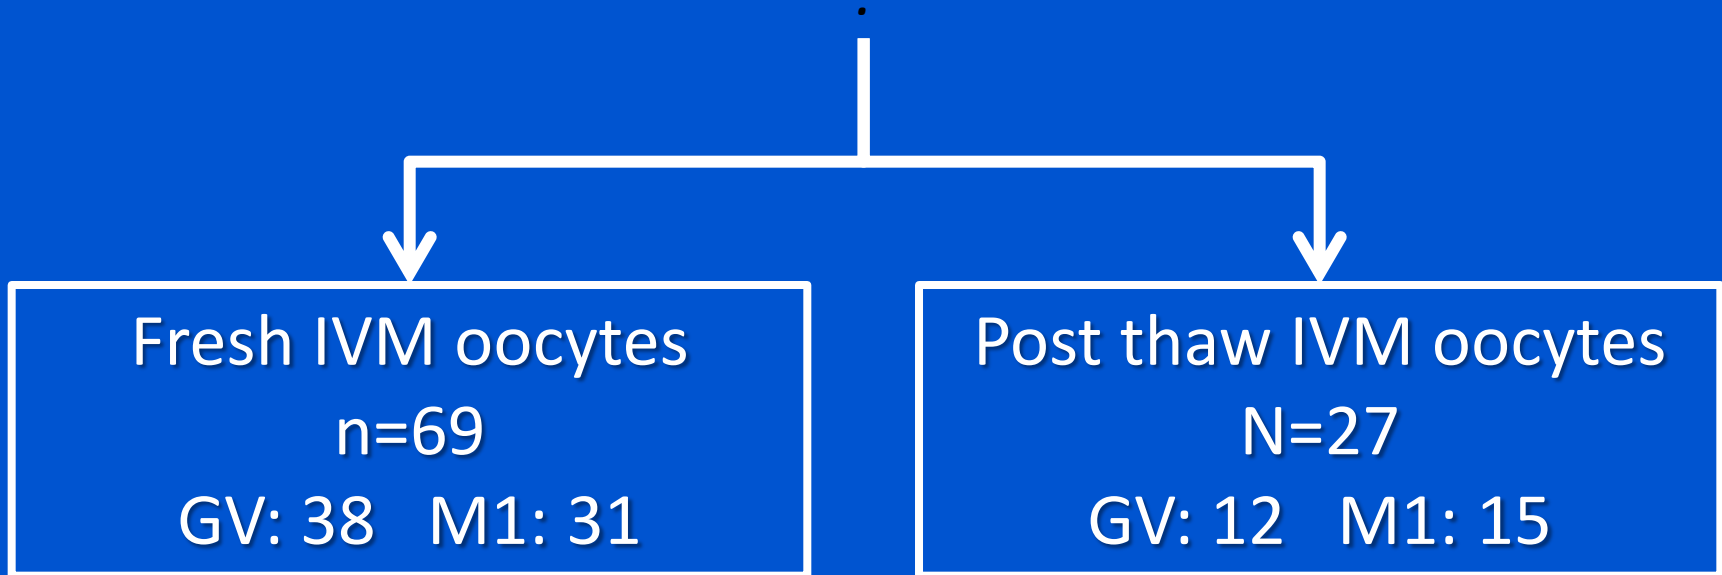 .
Fresh IVM oocytes
n=69
GV: 38 M1: 31
Post thaw IVM oocytes
N=27
GV: 12 M1: 15